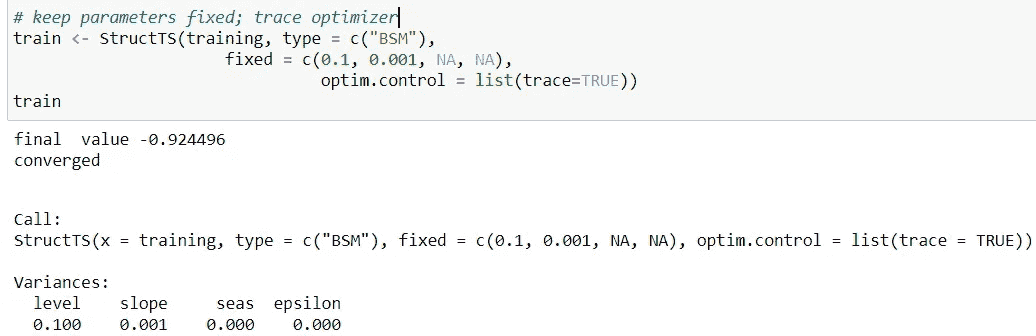 # keep parameters fixed; trace optimizer
train <- StructTS(training, type = c("BSM"),
fixed = c(0.1, 0.001, NA, NA),
optim.control = list(trace=TRUE))
train
final  value -0.924496
converged
Call:
StructTS(x = training, type = c("BSM"), fixed = c(0.1, 0.001, NA, NA), optim.control = list(trace = TRUE))
Variances:
level    slope     seas  epsilon
0.100    0.001    0.000    0.000